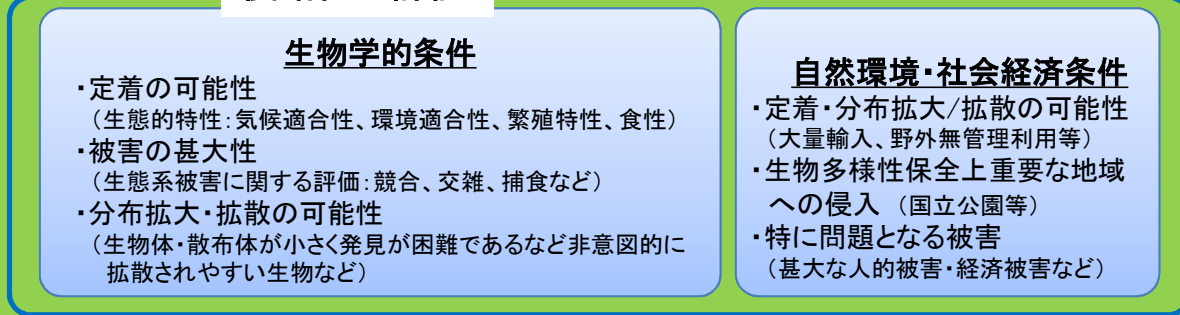 生物学的条件
・定着の可能性
（生態的特性：気候適合性、環境適合性、繁殖特性、食性）
・被害の甚大性
（生態系被害に関する評価：競合、交雑、捕食など）
・分布拡大・拡散の可能性
（生物体・散布体が小さく発見が困難であるなど非意図的に
拡散されやすい生物など）
自然環境・社会経済条件
・定着・分布拡大/拡散の可能性
（大量輸入、野外無管理利用等）
・生物多様性保全上重要な地域
への侵入 （国立公園等）
・特に問題となる被害
（甚大な人的被害・経済被害など）